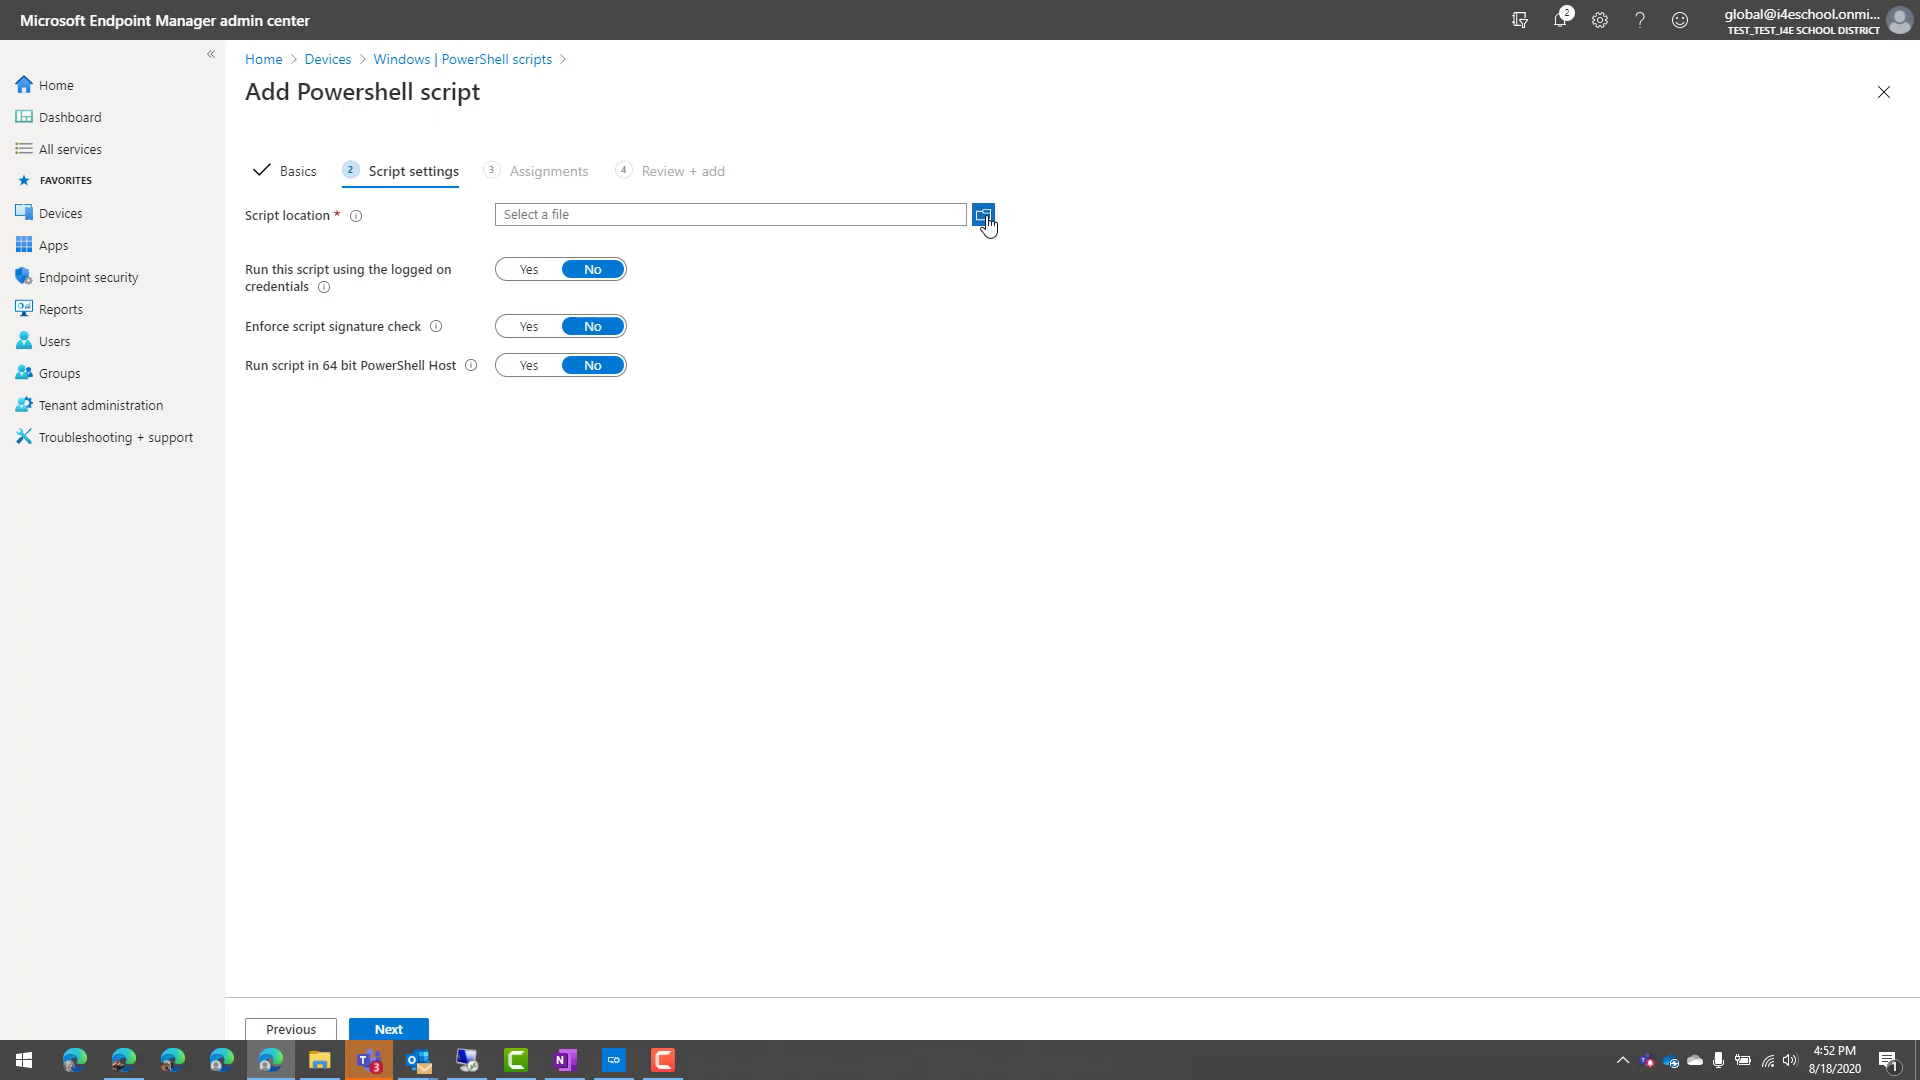 Microsoft Endpoint Manager admin center
2
global@i4eschool.onmi...
TEST_TEST_I4E SCHOOL DISTRICT
«
Home
Dashboard
All services
FAVORITES
Devices
Apps
Endpoint security
Reports
Users
Groups
Tenant administration
Troubleshooting + support
Home > Devices > Windows | PowerShell scripts >
Add Powershell script
Basics
2 Script settings
3 Assignments
4 Review + add
Script location *
Select a file
Run this script using the logged on credentials
Yes No
Enforce script signature check
Yes No
Run script in 64 bit PowerShell Host
Yes No
Previous
Next
3
4:52 PM
8/18/2020
1